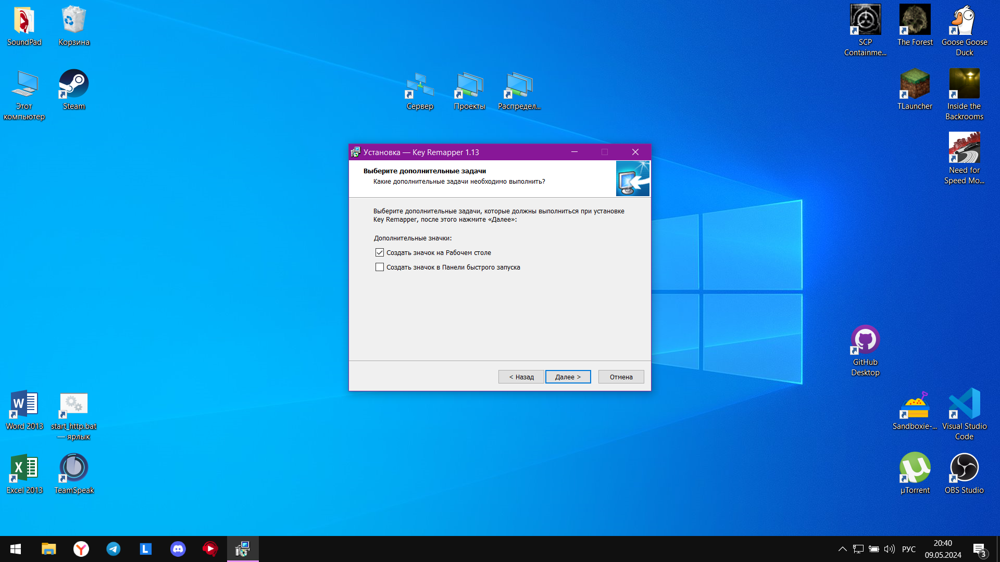 SoundPad
Корзина
Этот
компьютер
Steam
Сервер
Проекты
Распредел...
SCP
Containme...
The Forest
Goose Goose
Duck
TLauncher
Inside the
Backrooms
Need for
Speed Mo...
Установка — Key Remapper 1.13
Выберите дополнительные задачи
Какие дополнительные задачи необходимо выполнить?
Выберите дополнительные задачи, которые должны выполниться при установке
Key Remapper, после этого нажмите «Далее»:
Дополнительные значки:
Создать значок на Рабочем столе
Создать значок в Панели быстрого запуска
< Назад
Далее >
Отмена
GitHub
Desktop
Word 2013
start_http.bat
— ярлык
Excel 2013
TeamSpeak
Sandboxie-...
Visual Studio
Code
µTorrent
OBS Studio
РУС
20:40
09.05.2024
3